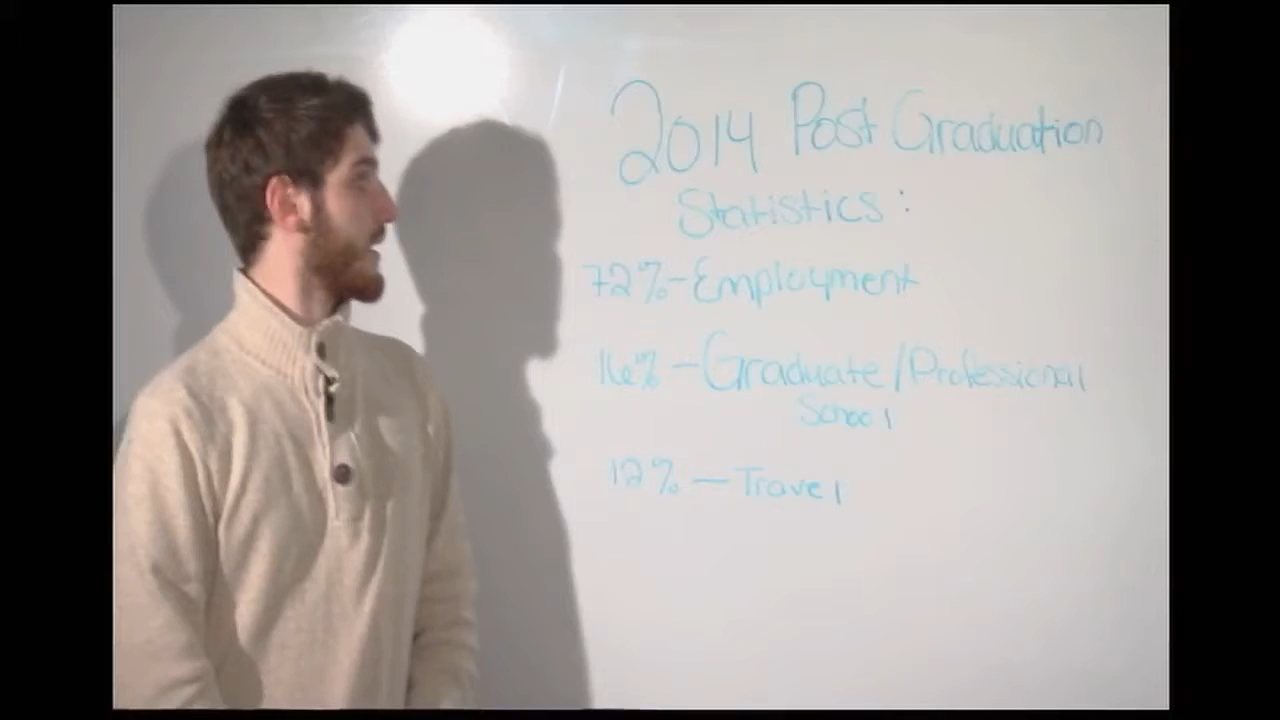 2014 Post Graduation
Statistics:
72%-Employment
16% - Graduate/Professional
School
12% - Travel